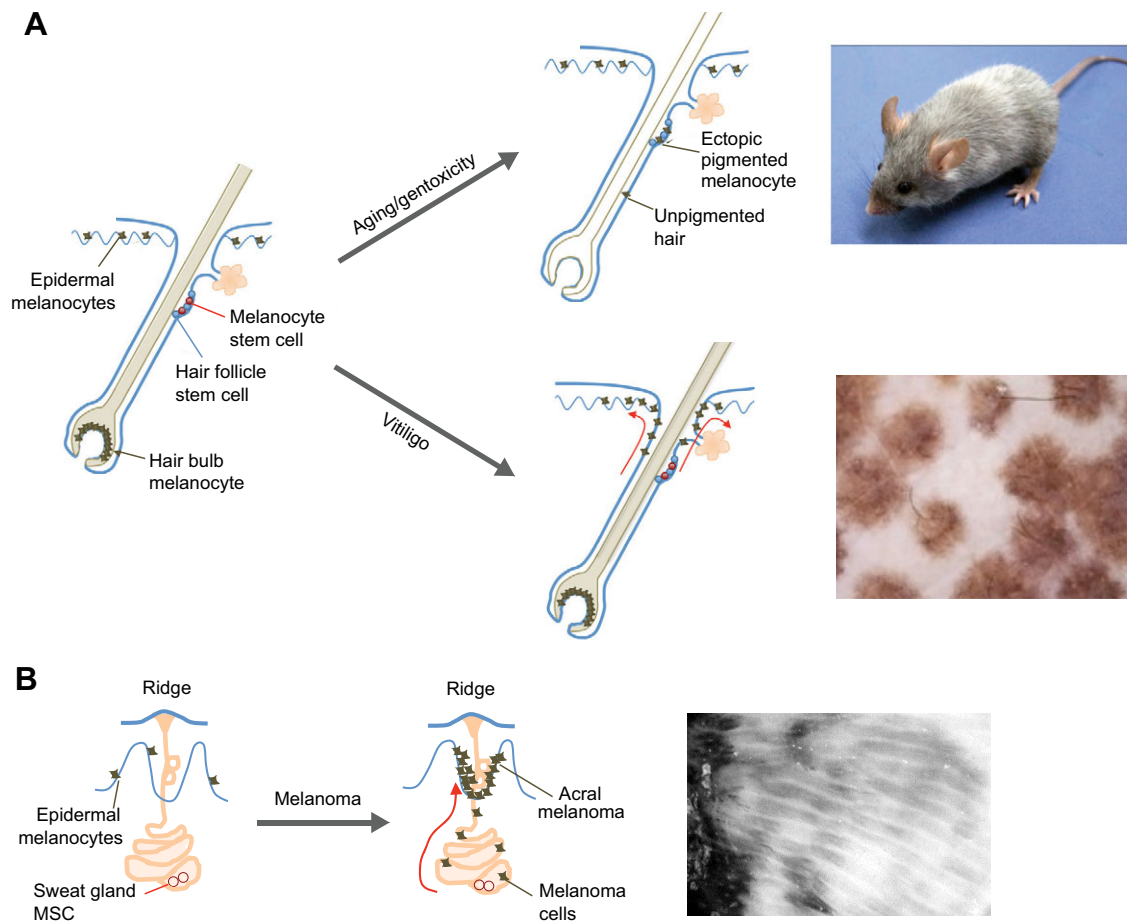 A
Epidermal
melanocytes
Melanocyte
stem cell
Hair follicle
stem cell
Hair bulb
melanocyte
Aging/gentoxicity
Ectopic
pigmented
melanocyte
Unpigmented
hair
Vitiligo
B
Ridge
Epidermal
melanocytes
Sweat gland
MSC
Melanoma
Ridge
Acral
melanoma
Melanoma
cells